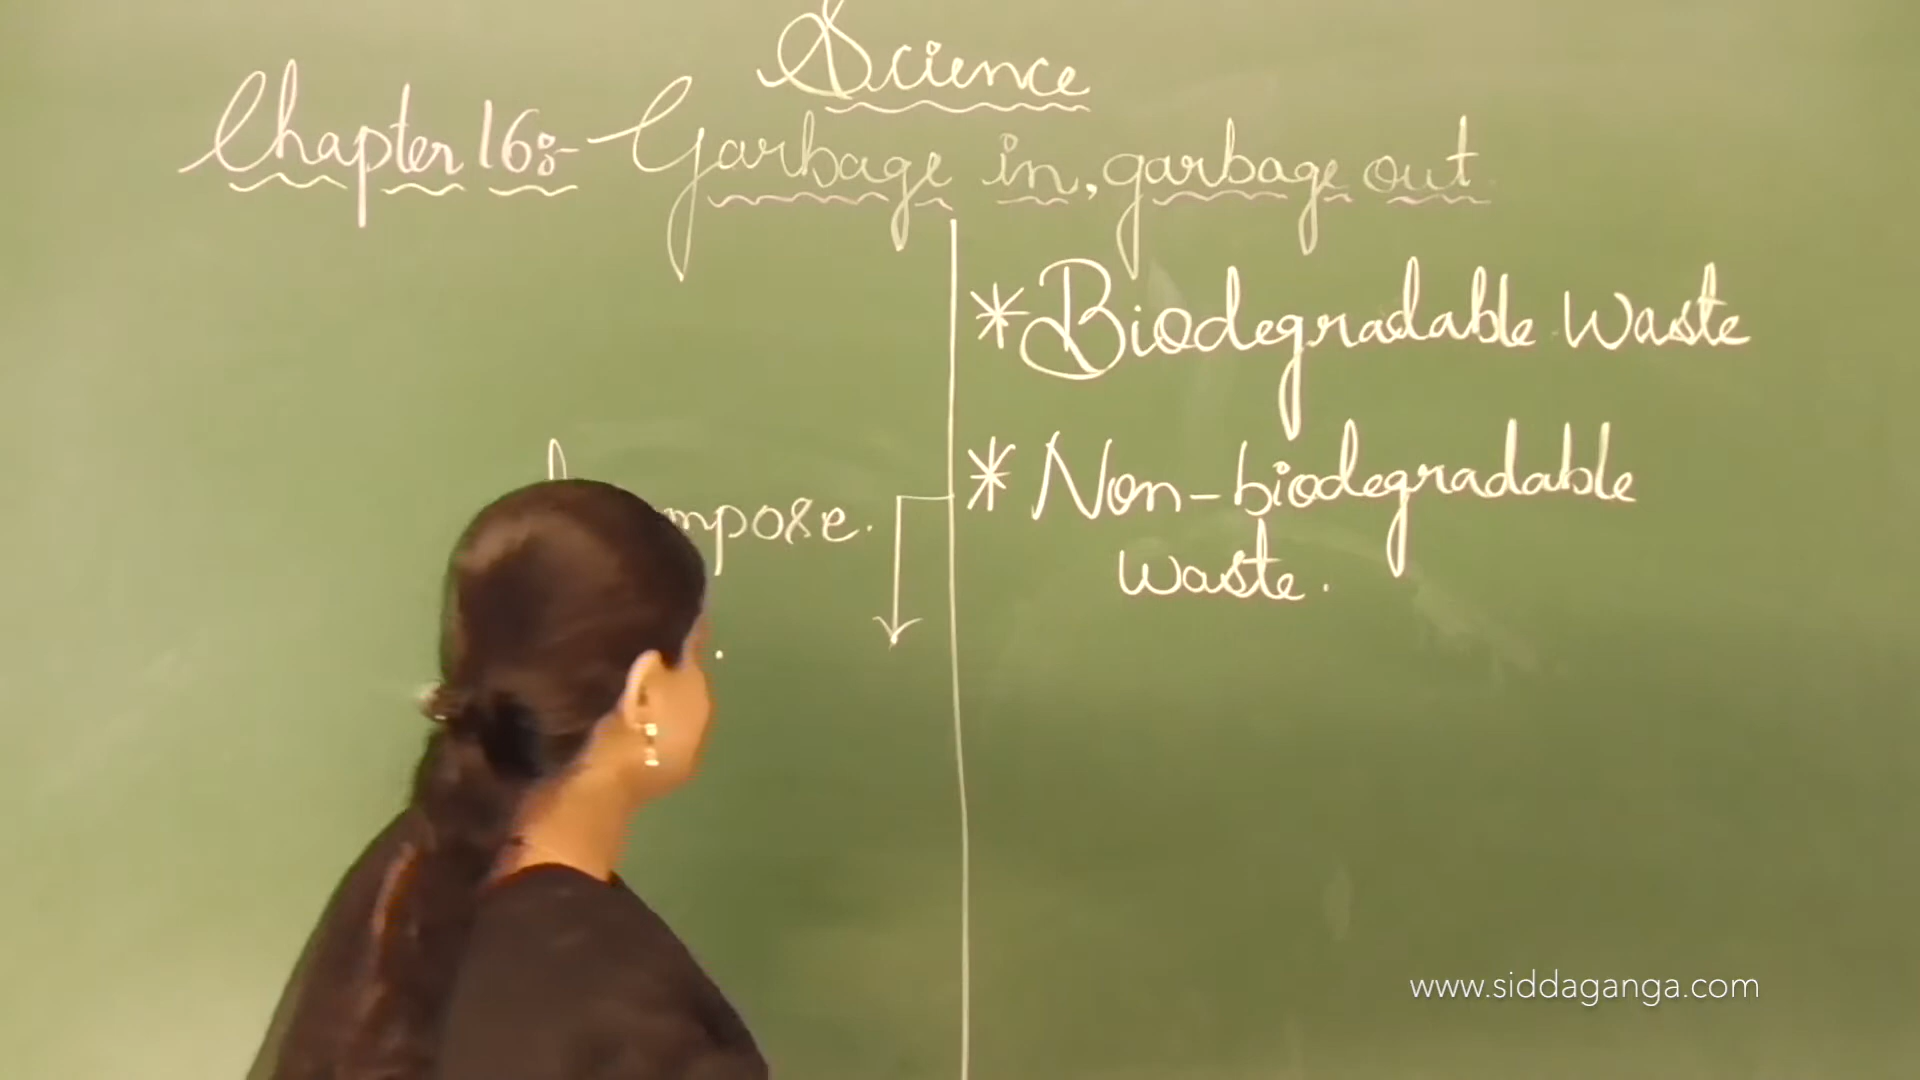 Science
Chapter 16:- Garbage in, garbage out
* Biodegradable Waste
* Non-biodegradable
waste.
www.siddaganga.com